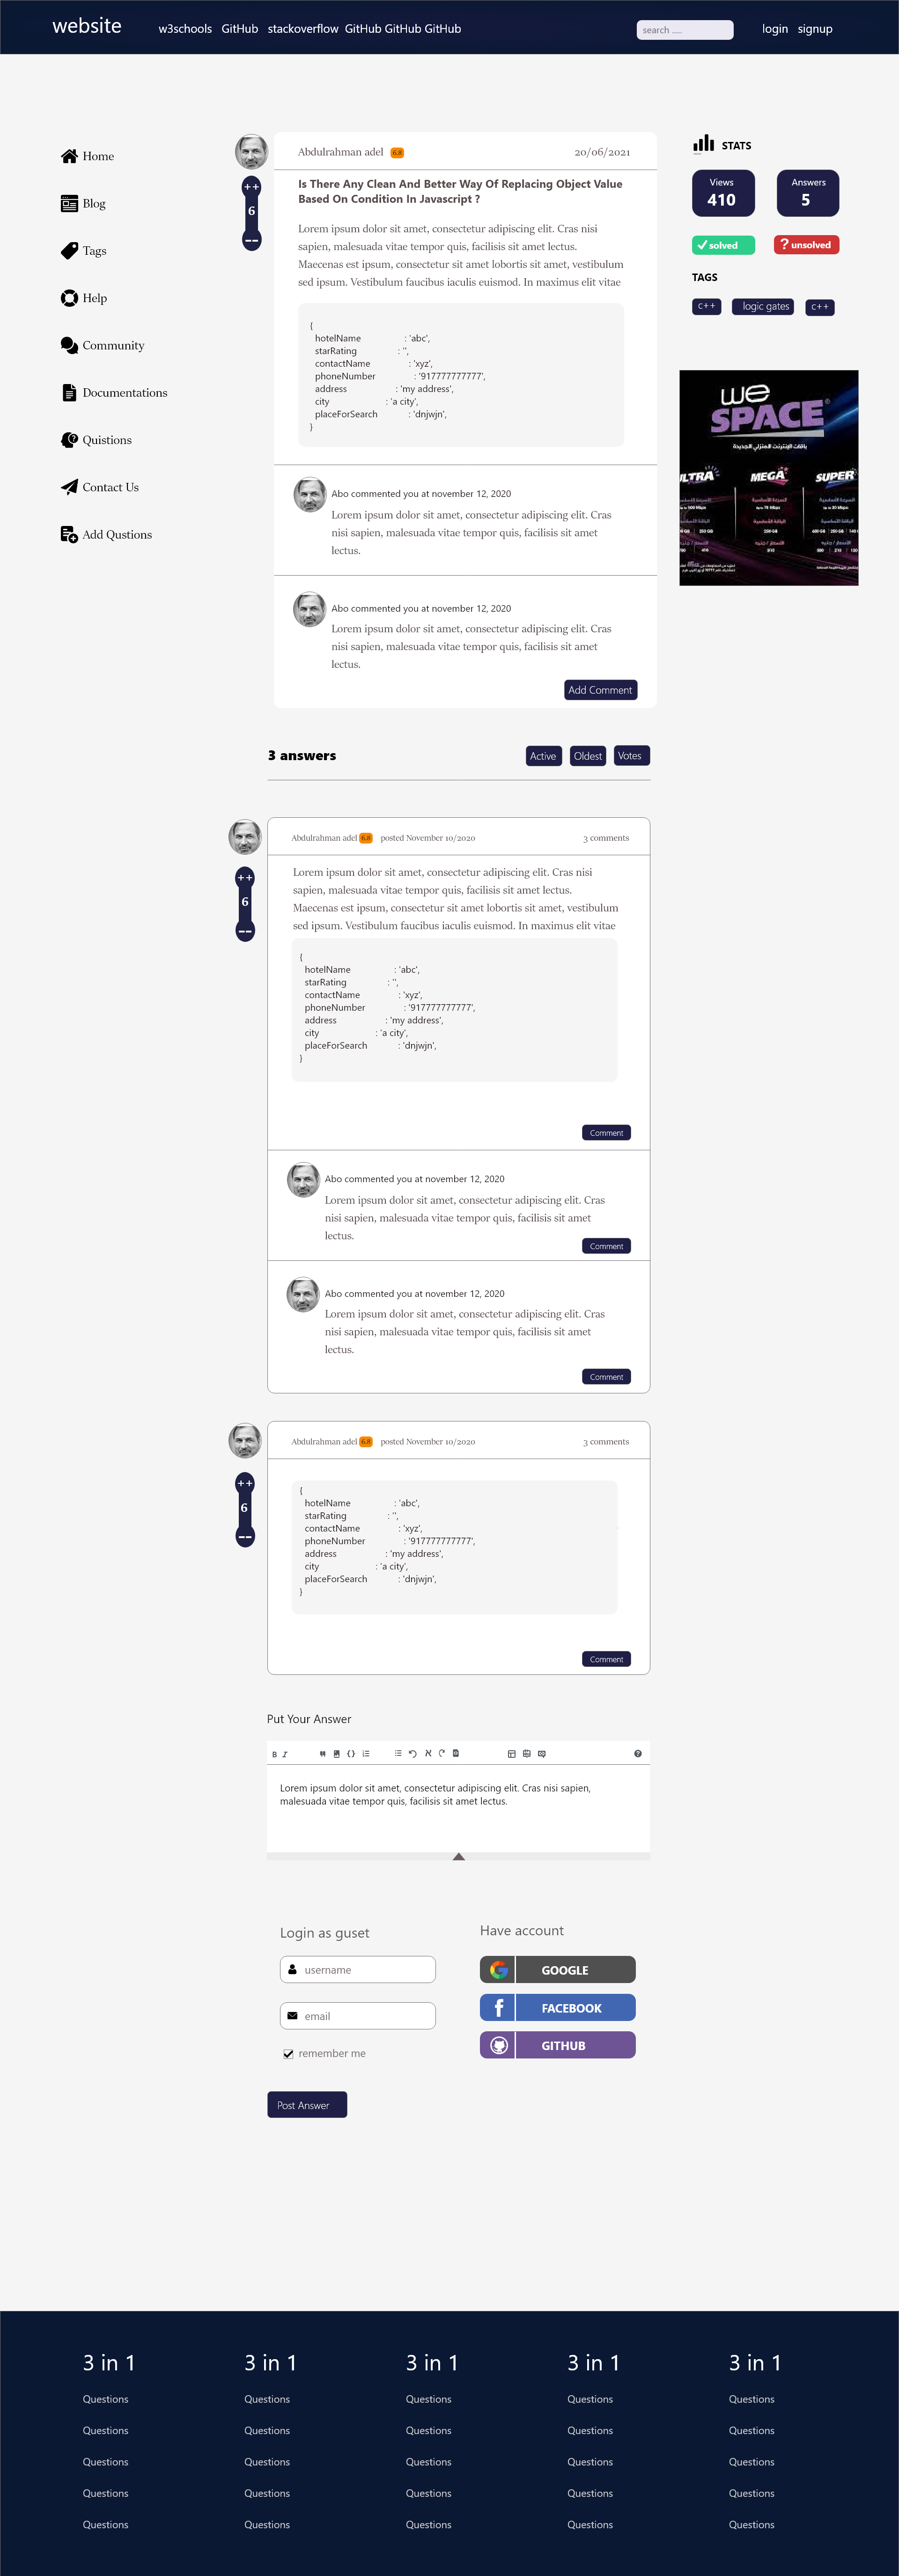 website
w3schools GitHub stackoverflow GitHub GitHub GitHub
search .....
login signup
Home
Blog
Tags
Help
Community
Documentations
Quistions
Contact Us
Add Qustions
Abdulrahman adel 6.8 20/06/2021
++
6
--
Is There Any Clean And Better Way Of Replacing Object Value
Based On Condition In Javascript ?
Lorem ipsum dolor sit amet, consectetur adipiscing elit. Cras nisi
sapien, malesuada vitae tempor quis, facilisis sit amet lectus.
Maecenas est ipsum, consectetur sit amet lobortis sit amet, vestibulum
sed ipsum. Vestibulum faucibus iaculis euismod. In maximus elit vitae
{
hotelName : 'abc',
starRating : '',
contactName : 'xyz',
phoneNumber : '917777777777',
address : 'my address',
city : 'a city',
placeForSearch : 'dnjwjn',
}
Abo commented you at november 12, 2020
Lorem ipsum dolor sit amet, consectetur adipiscing elit. Cras
nisi sapien, malesuada vitae tempor quis, facilisis sit amet
lectus.
Abo commented you at november 12, 2020
Lorem ipsum dolor sit amet, consectetur adipiscing elit. Cras
nisi sapien, malesuada vitae tempor quis, facilisis sit amet
lectus.
Add Comment
STATS
Views
410
Answers
5
solved
? unsolved
TAGS
c++ logic gates c++
we
SPACE
باقات الإنترنت المنزلي الجديدة
ULTRA MEGA SUPER
3 answers
Active Oldest Votes
Abdulrahman adel 6.8 posted November 10/2020 3 comments
++
6
--
Lorem ipsum dolor sit amet, consectetur adipiscing elit. Cras nisi
sapien, malesuada vitae tempor quis, facilisis sit amet lectus.
Maecenas est ipsum, consectetur sit amet lobortis sit amet, vestibulum
sed ipsum. Vestibulum faucibus iaculis euismod. In maximus elit vitae
{
hotelName : 'abc',
starRating : '',
contactName : 'xyz',
phoneNumber : '917777777777',
address : 'my address',
city : 'a city',
placeForSearch : 'dnjwjn',
}
Comment
Abo commented you at november 12, 2020
Lorem ipsum dolor sit amet, consectetur adipiscing elit. Cras
nisi sapien, malesuada vitae tempor quis, facilisis sit amet
lectus.
Comment
Abo commented you at november 12, 2020
Lorem ipsum dolor sit amet, consectetur adipiscing elit. Cras
nisi sapien, malesuada vitae tempor quis, facilisis sit amet
lectus.
Comment
Abdulrahman adel 6.8 posted November 10/2020 3 comments
++
6
--
{
hotelName : 'abc',
starRating : '',
contactName : 'xyz',
phoneNumber : '917777777777',
address : 'my address',
city : 'a city',
placeForSearch : 'dnjwjn',
}
Comment
Put Your Answer
B I
Lorem ipsum dolor sit amet, consectetur adipiscing elit. Cras nisi sapien,
malesuada vitae tempor quis, facilisis sit amet lectus.
Login as guset
username
email
remember me
Have account
GOOGLE
FACEBOOK
GITHUB
Post Answer
3 in 1 3 in 1 3 in 1 3 in 1 3 in 1
Questions Questions Questions Questions Questions
Questions Questions Questions Questions Questions
Questions Questions Questions Questions Questions
Questions Questions Questions Questions Questions
Questions Questions Questions Questions Questions